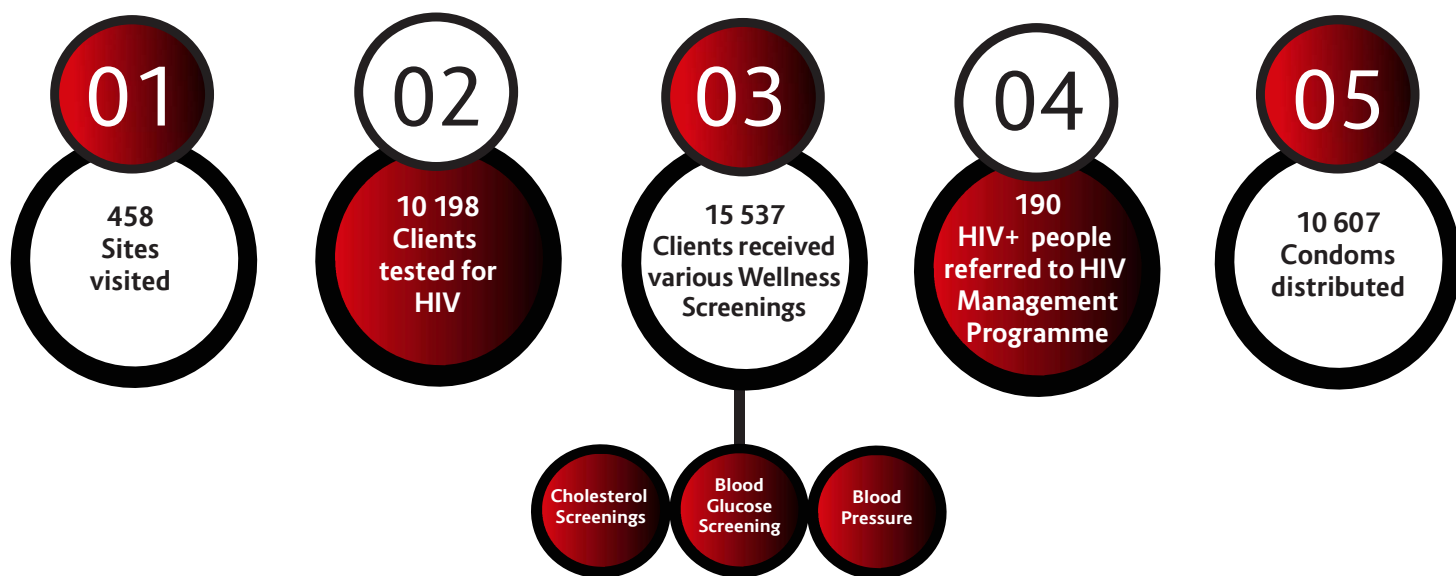 01
458
Sites
visited
02
10 198
Clients
tested for
HIV
03
15 537
Clients received
various Wellness
Screenings
04
190
HIV+ people
referred to HIV
Management
Programme
05
10 607
Condoms
distributed
Cholesterol
Screenings
Blood
Glucose
Screening
Blood
Pressure